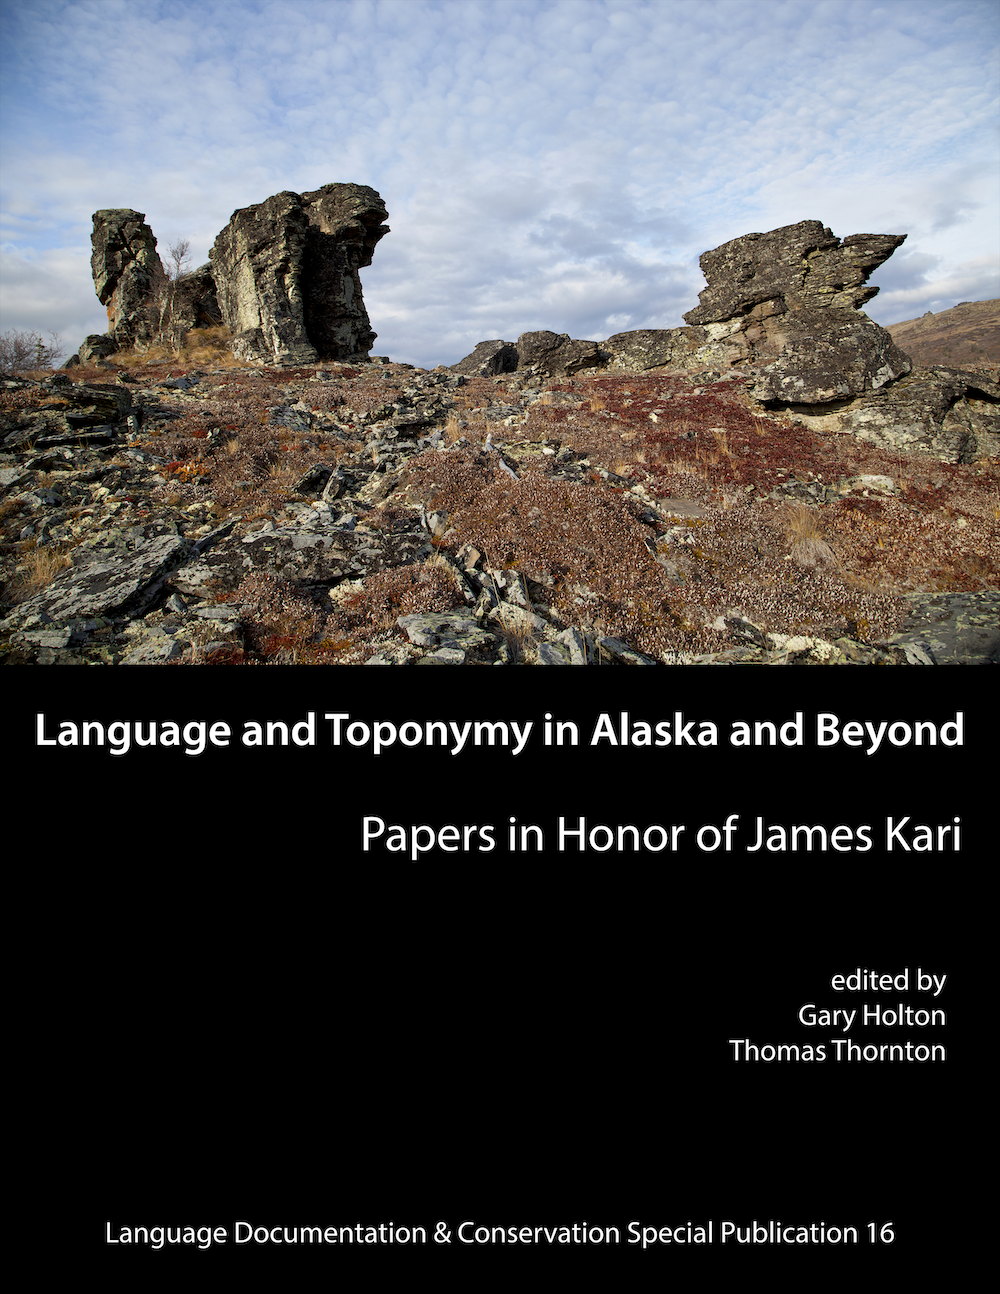 Language and Toponymy in Alaska and Beyond
Papers in Honor of James Kari
edited by
Gary Holton
Thomas Thornton
Language Documentation & Conservation Special Publication 16